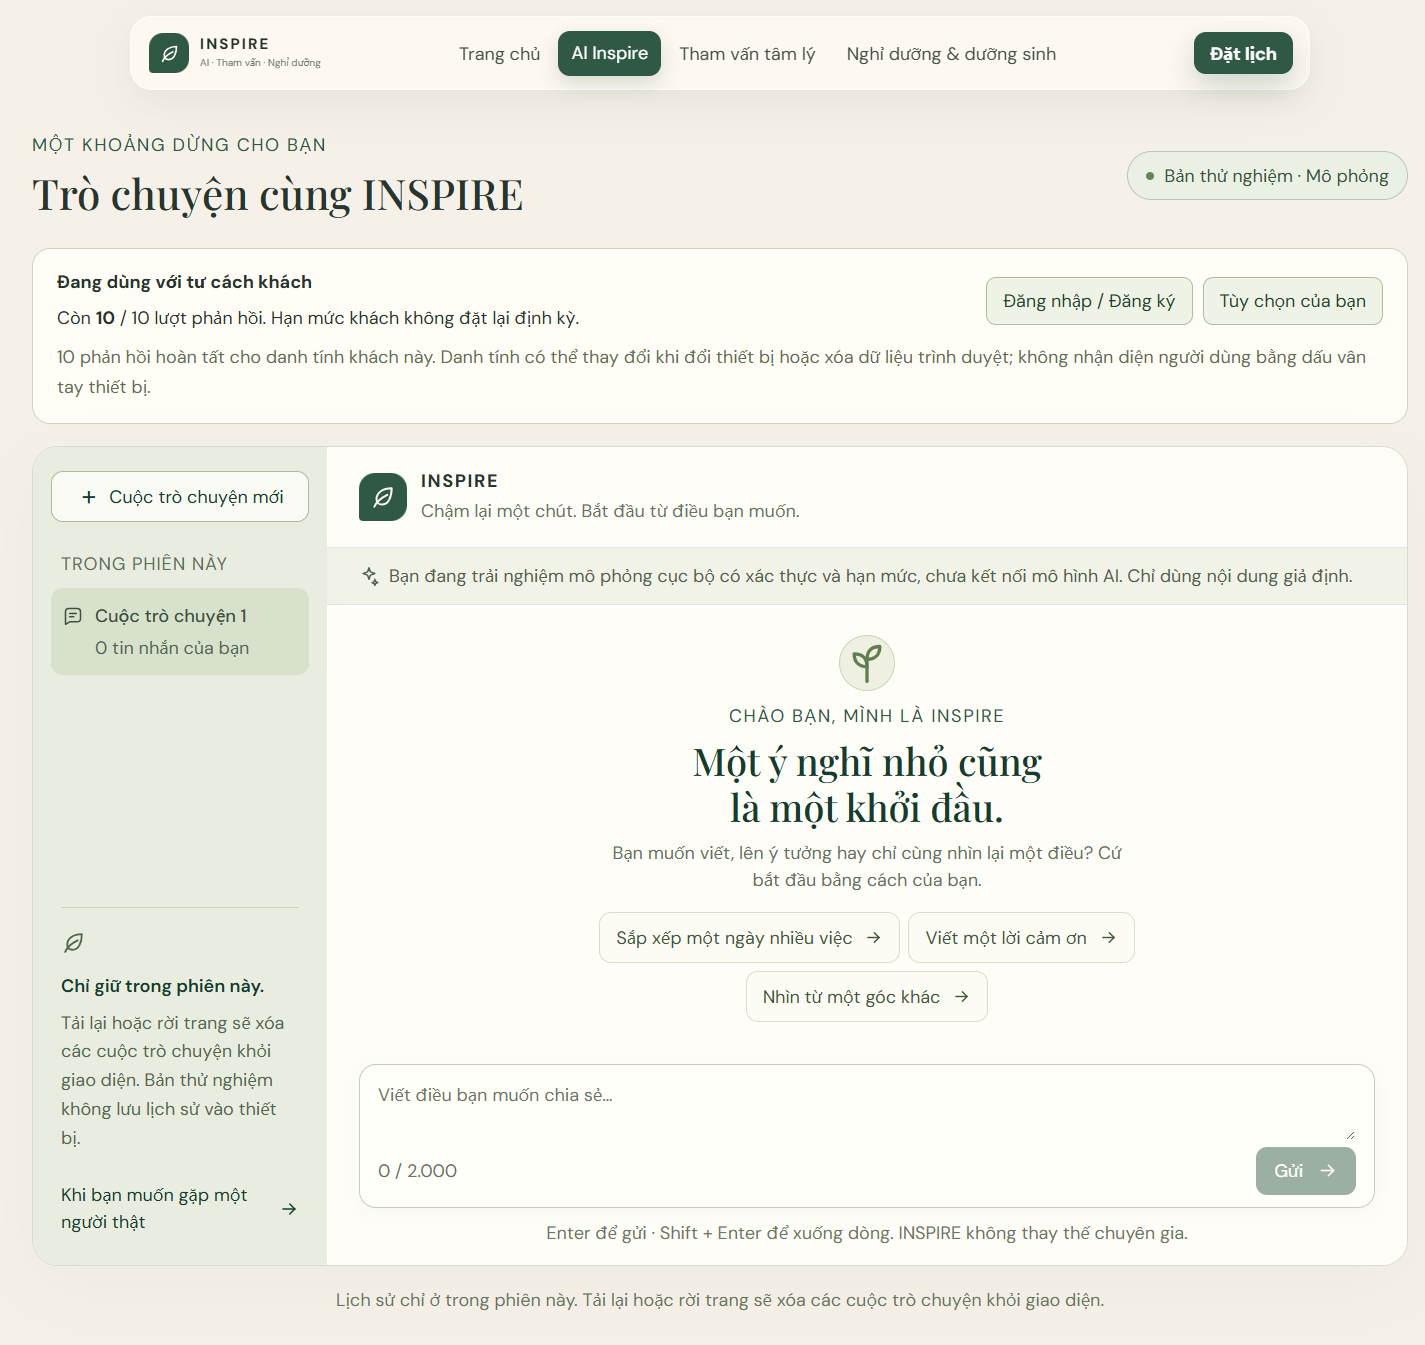 INSPIRE
AI · Tham vấn · Nghỉ dưỡng
Trang chủ
AI Inspire
Tham vấn tâm lý
Nghỉ dưỡng & dưỡng sinh
Đặt lịch
MỘT KHOẢNG DỪNG CHO BẠN
Trò chuyện cùng INSPIRE
Bản thử nghiệm · Mô phỏng
Đang dùng với tư cách khách
Còn 10 / 10 lượt phản hồi. Hạn mức khách không đặt lại định kỳ.
Đăng nhập / Đăng ký
Tùy chọn của bạn
10 phản hồi hoàn tất cho danh tính khách này. Danh tính có thể thay đổi khi đổi thiết bị hoặc xóa dữ liệu trình duyệt; không nhận diện người dùng bằng dấu vân
tay thiết bị.
+ Cuộc trò chuyện mới
TRONG PHIÊN NÀY
Cuộc trò chuyện 1
0 tin nhắn của bạn
Chỉ giữ trong phiên này.
Tải lại hoặc rời trang sẽ xóa
các cuộc trò chuyện khỏi
giao diện. Bản thử nghiệm
không lưu lịch sử vào thiết
bị.
Khi bạn muốn gặp một
người thật →
INSPIRE
Chậm lại một chút. Bắt đầu từ điều bạn muốn.
Bạn đang trải nghiệm mô phỏng cục bộ có xác thực và hạn mức, chưa kết nối mô hình AI. Chỉ dùng nội dung giả định.
CHÀO BẠN, MÌNH LÀ INSPIRE
Một ý nghĩ nhỏ cũng
là một khởi đầu.
Bạn muốn viết, lên ý tưởng hay chỉ cùng nhìn lại một điều? Cứ
bắt đầu bằng cách của bạn.
Sắp xếp một ngày nhiều việc →
Viết một lời cảm ơn →
Nhìn từ một góc khác →
Viết điều bạn muốn chia sẻ...
0 / 2.000
Gửi →
Enter để gửi · Shift + Enter để xuống dòng. INSPIRE không thay thế chuyên gia.
Lịch sử chỉ ở trong phiên này. Tải lại hoặc rời trang sẽ xóa các cuộc trò chuyện khỏi giao diện.